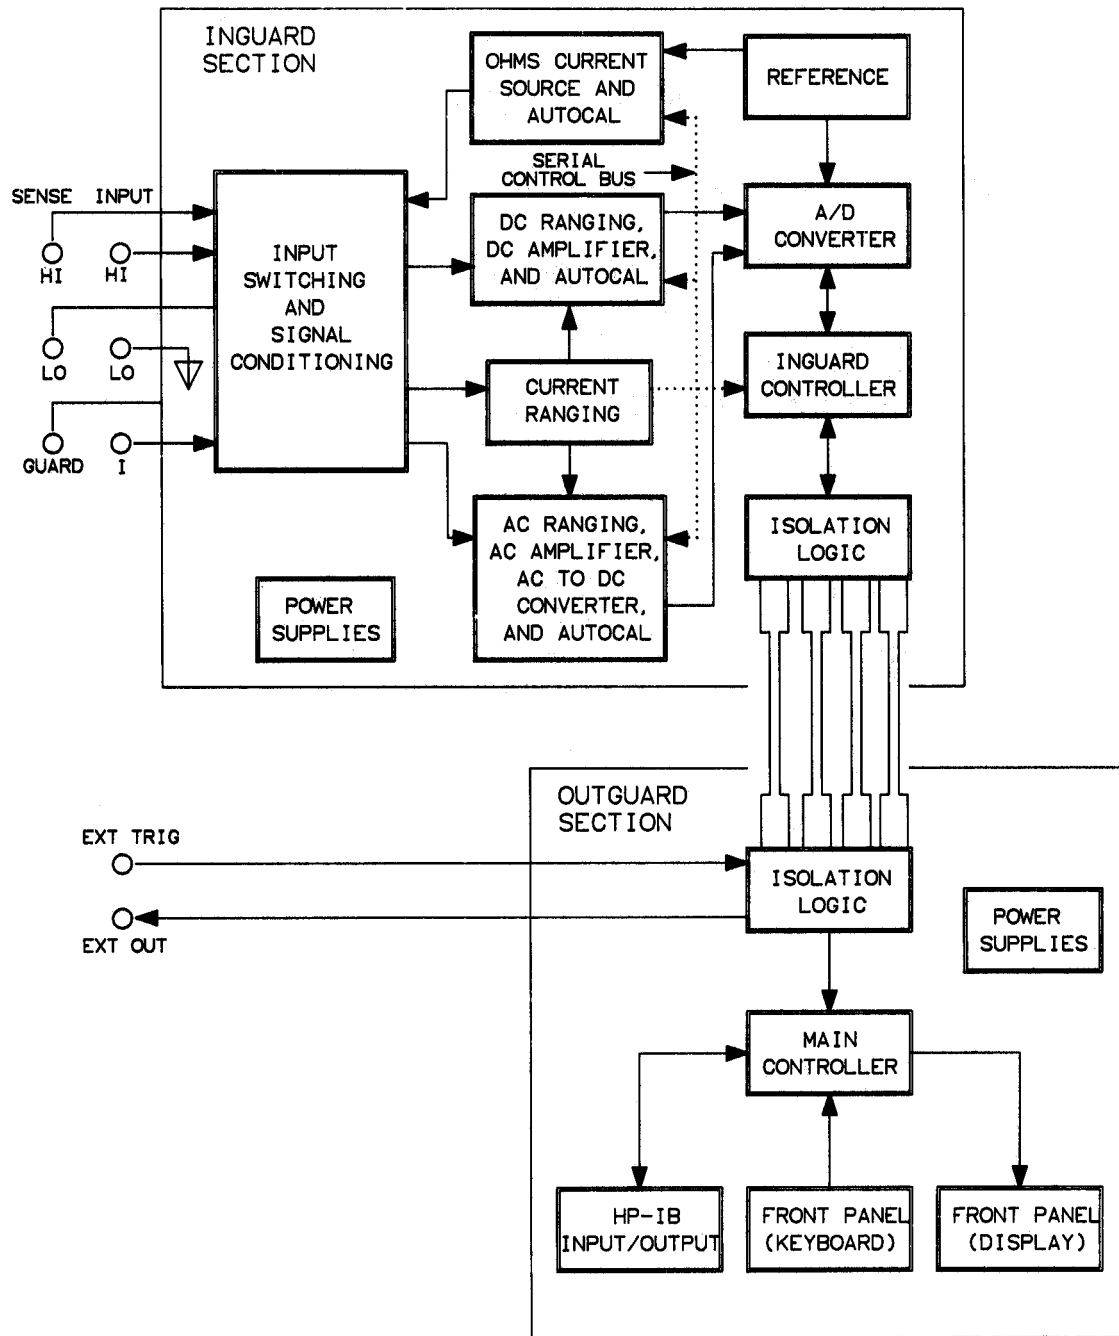 INGUARD
SECTION
OHMS CURRENT
SOURCE AND
AUTOCAL
REFERENCE
SERIAL
CONTROL BUS
SENSE INPUT
HI HI
LO LO
GUARD I
INPUT
SWITCHING
AND
SIGNAL
CONDITIONING
DC RANGING,
DC AMPLIFIER,
AND AUTOCAL
A/D
CONVERTER
CURRENT
RANGING
INGUARD
CONTROLLER
AC RANGING,
AC AMPLIFIER,
AC TO DC
CONVERTER,
AND AUTOCAL
ISOLATION
LOGIC
POWER
SUPPLIES
OUTGUARD
SECTION
EXT TRIG
EXT OUT
ISOLATION
LOGIC
POWER
SUPPLIES
MAIN
CONTROLLER
HP-IB
INPUT/OUTPUT
FRONT PANEL
(KEYBOARD)
FRONT PANEL
(DISPLAY)